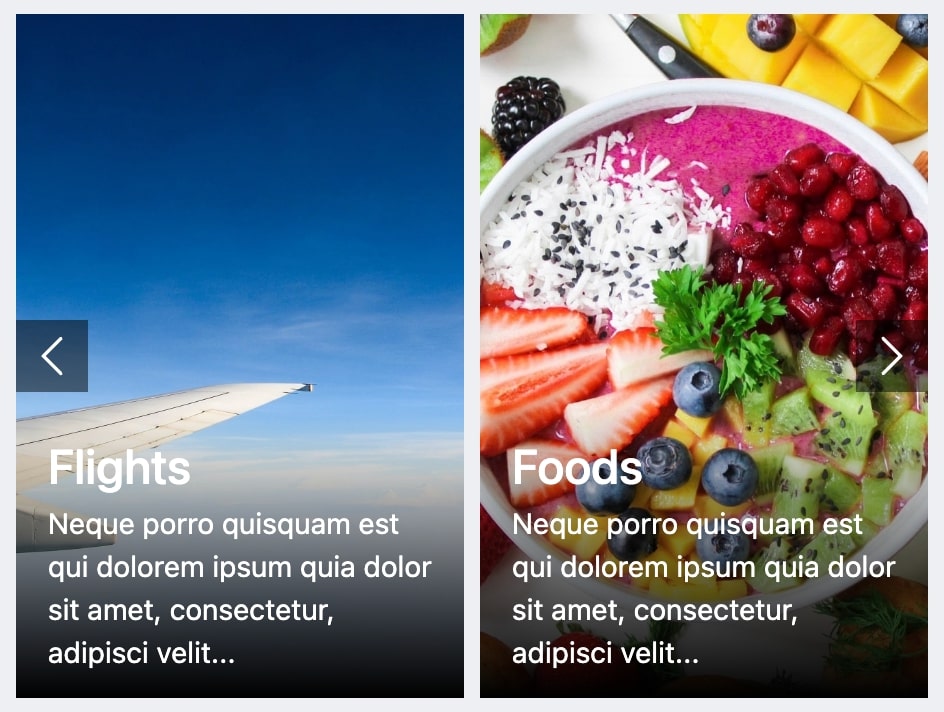 Flights
Neque porro quisquam est
qui dolorem ipsum quia dolor
sit amet, consectetur,
adipisci velit...
Foods
Neque porro quisquam est
qui dolorem ipsum quia dolor
sit amet, consectetur,
adipisci velit...